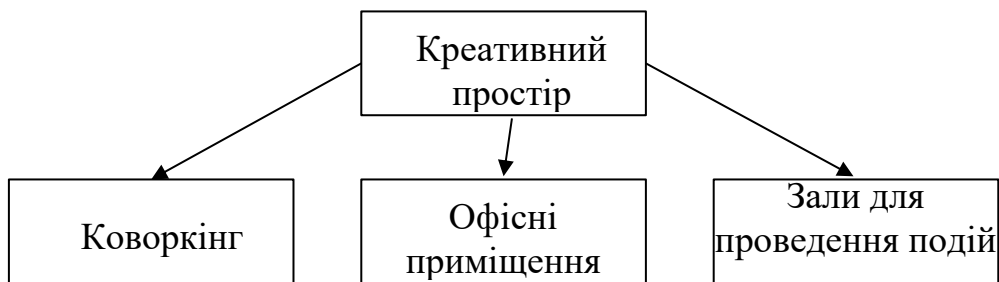 Креативний
простір
Коворкінг
Офісні
приміщення
Зали для
проведення подій